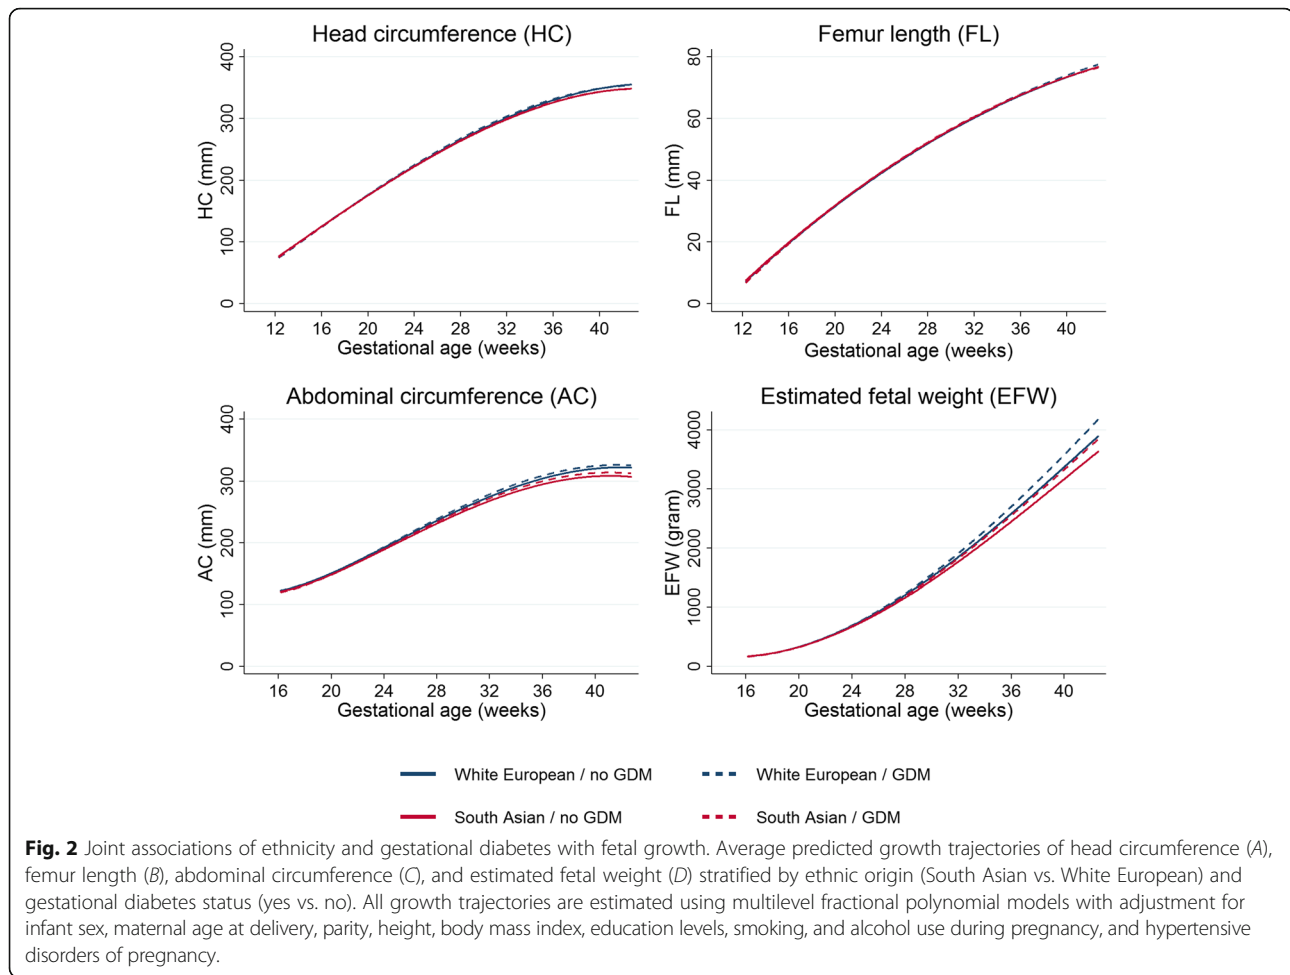 Head circumference (HC)
400
300
200
100
0
HC (mm)
12 16 20 24 28 32 36 40
Gestational age (weeks)
Femur length (FL)
80
60
40
20
0
FL (mm)
12 16 20 24 28 32 36 40
Gestational age (weeks)
Abdominal circumference (AC)
400
300
200
100
0
AC (mm)
16 20 24 28 32 36 40
Gestational age (weeks)
Estimated fetal weight (EFW)
4000
3000
2000
1000
0
EFW (gram)
16 20 24 28 32 36 40
Gestational age (weeks)
White European / no GDM White European / GDM
South Asian / no GDM South Asian / GDM
Fig. 2 Joint associations of ethnicity and gestational diabetes with fetal growth. Average predicted growth trajectories of head circumference (A),
femur length (B), abdominal circumference (C), and estimated fetal weight (D) stratified by ethnic origin (South Asian vs. White European) and
gestational diabetes status (yes vs. no). All growth trajectories are estimated using multilevel fractional polynomial models with adjustment for
infant sex, maternal age at delivery, parity, height, body mass index, education levels, smoking, and alcohol use during pregnancy, and hypertensive
disorders of pregnancy.